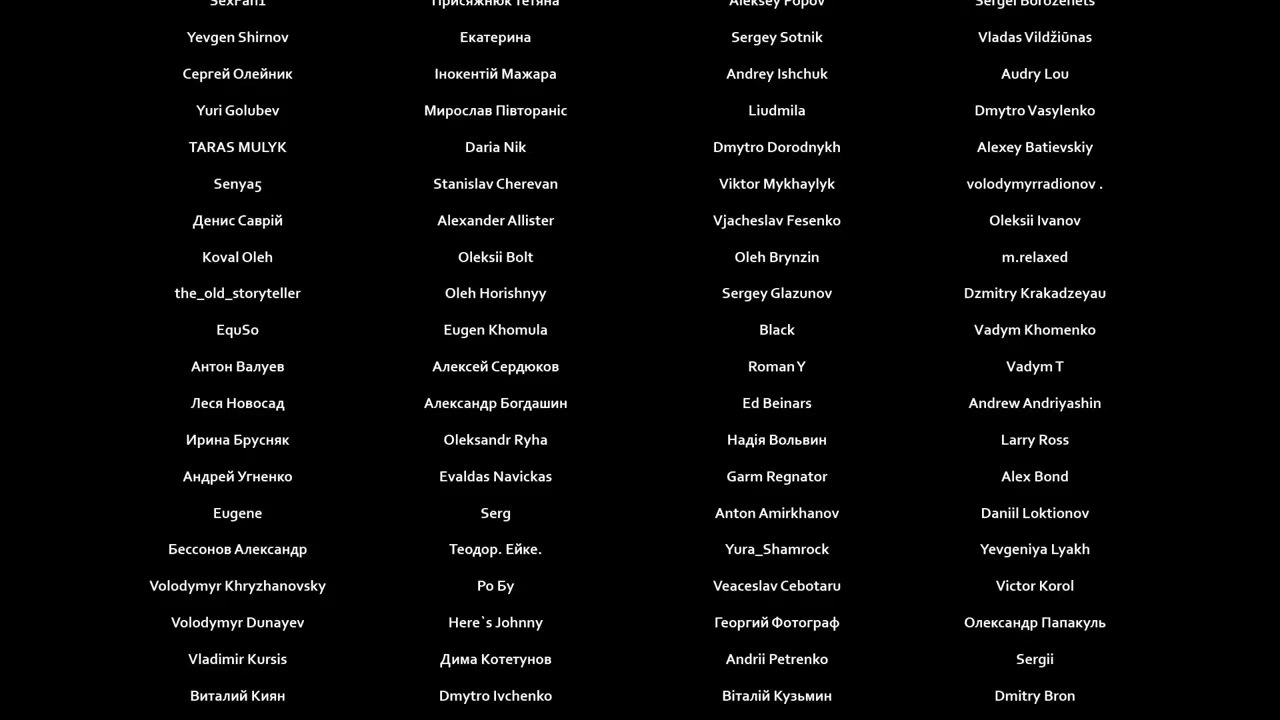 SexFan1 Присяжнюк Тетяна Aleksey Popov Sergei Borozenets
Yevgen Shirnov Екатерина Sergey Sotnik Vladas Vildžiūnas
Сергей Олейник Інокентій Мажара Andrey Ishchuk Audry Lou
Yuri Golubev Мирослав Півтораніс Liudmila Dmytro Vasylenko
TARAS MULYK Daria Nik Dmytro Dorodnykh Alexey Batievskiy
Senya5 Stanislav Cherevan Viktor Mykhaylyk volodymyrradionov .
Денис Саврій Alexander Allister Vjacheslav Fesenko Oleksii Ivanov
Koval Oleh Oleksii Bolt Oleh Brynzin m.relaxed
the_old_storyteller Oleh Horishnyy Sergey Glazunov Dzmitry Krakadzeyau
EquSo Eugen Khomula Black Vadym Khomenko
Антон Валуев Алексей Сердюков Roman Y Vadym T
Леся Новосад Александр Богдашин Ed Beinars Andrew Andriyashin
Ирина Брусняк Oleksandr Ryha Надія Вольвин Larry Ross
Андрей Угненко Evaldas Navickas Garm Regnator Alex Bond
Eugene Serg Anton Amirkhanov Daniil Loktionov
Бессонов Александр Теодор. Ейке. Yura_Shamrock Yevgeniya Lyakh
Volodymyr Khryzhanovsky Ро Бу Veaceslav Cebotaru Victor Korol
Volodymyr Dunayev Here`s Johnny Георгий Фотограф Олександр Папакуль
Vladimir Kursis Дима Котетунов Andrii Petrenko Sergii
Виталий Киян Dmytro Ivchenko Віталій Кузьмин Dmitry Bron